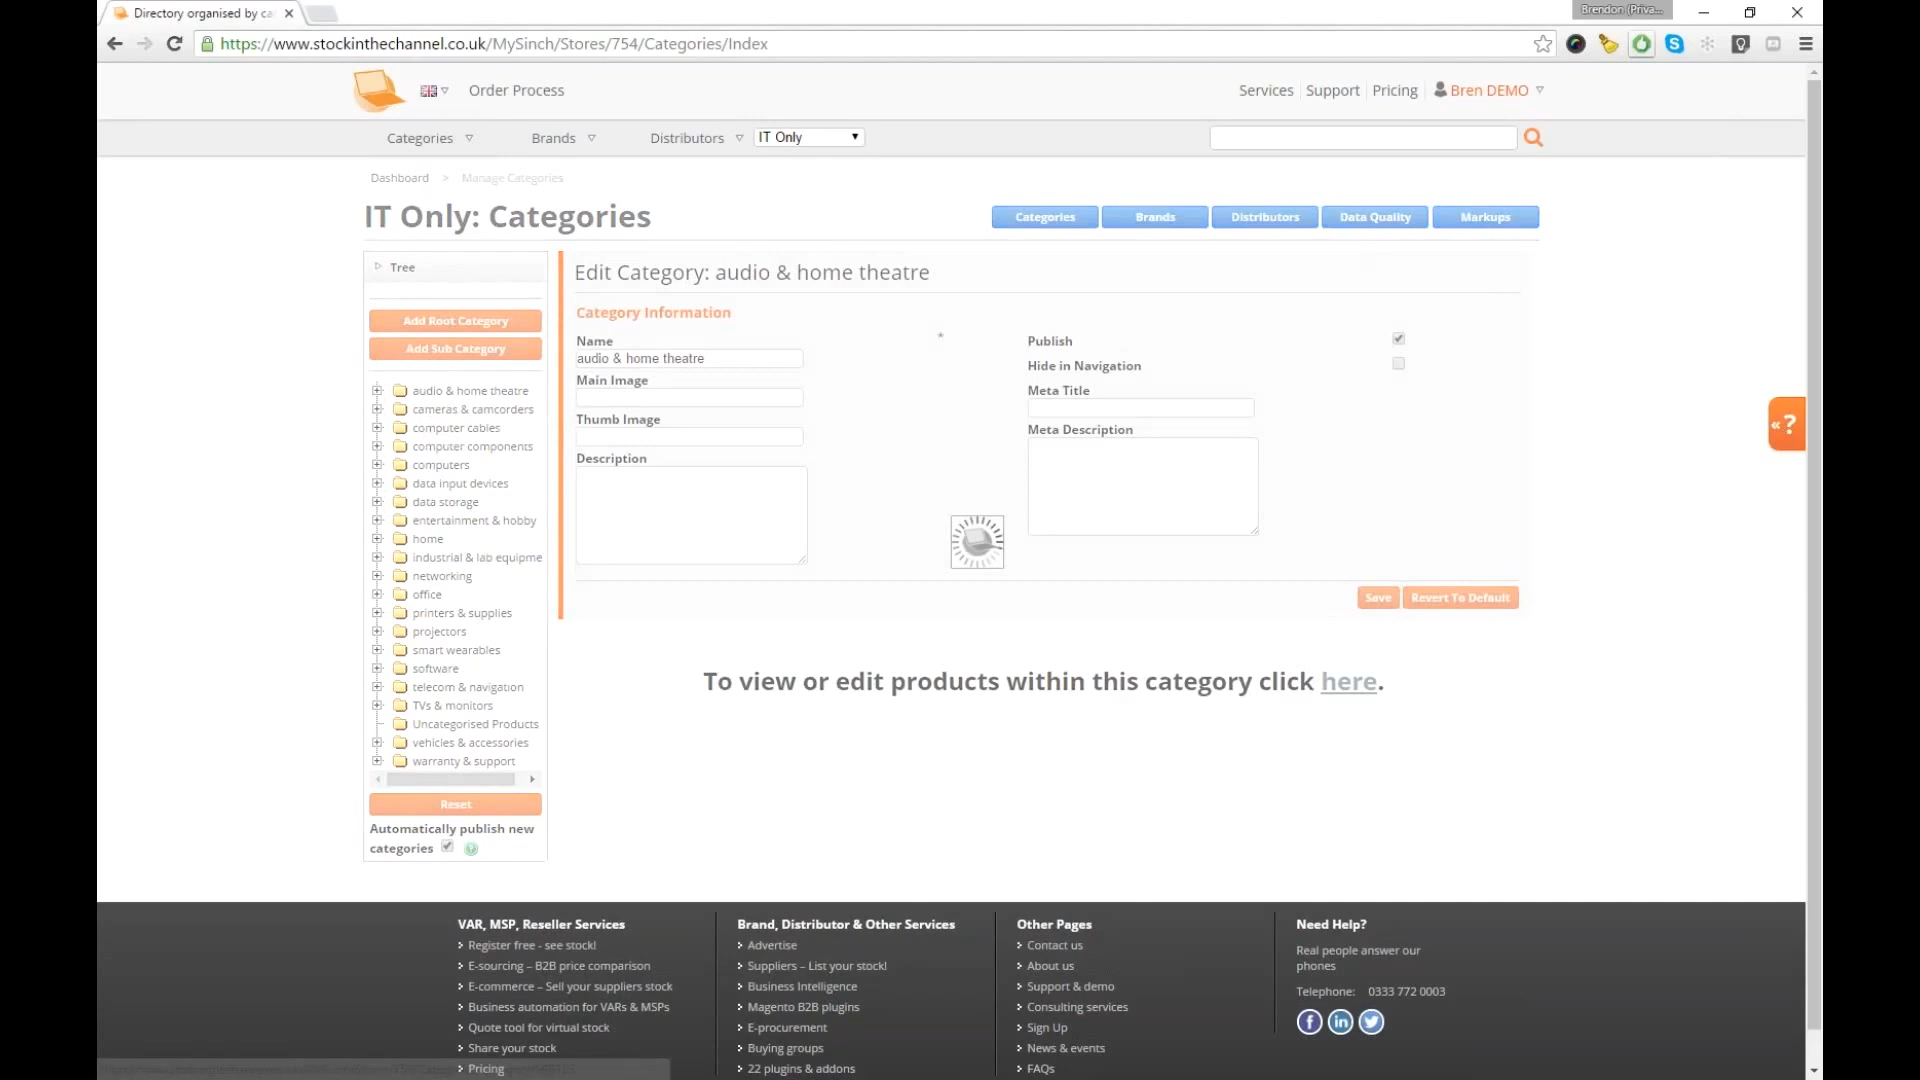 Directory organised by ca
Brendon (Priva...
https://www.stockinthechannel.co.uk/MySinch/Stores/754/Categories/Index
Order Process
Services Support Pricing Bren DEMO
Categories Brands Distributors IT Only
Dashboard > Manage Categories
IT Only: Categories
Categories Brands Distributors Data Quality Markups
Tree
Add Root Category
Add Sub Category
audio & home theatre
cameras & camcorders
computer cables
computer components
computers
data input devices
data storage
entertainment & hobby
home
industrial & lab equipme
networking
office
printers & supplies
projectors
smart wearables
software
telecom & navigation
TVs & monitors
Uncategorised Products
vehicles & accessories
warranty & support
Reset
Automatically publish new
categories
Edit Category: audio & home theatre
Category Information
Name *
audio & home theatre
Main Image
Thumb Image
Description
Publish
Hide in Navigation
Meta Title
Meta Description
Save Revert To Default
To view or edit products within this category click here.
« ?
VAR, MSP, Reseller Services
Register free - see stock!
E-sourcing – B2B price comparison
E-commerce – Sell your suppliers stock
Business automation for VARs & MSPs
Quote tool for virtual stock
Share your stock
Pricing
Brand, Distributor & Other Services
Advertise
Suppliers – List your stock!
Business Intelligence
Magento B2B plugins
E-procurement
Buying groups
22 plugins & addons
Other Pages
Contact us
About us
Support & demo
Consulting services
Sign Up
News & events
FAQs
Need Help?
Real people answer our
phones
Telephone: 0333 772 0003